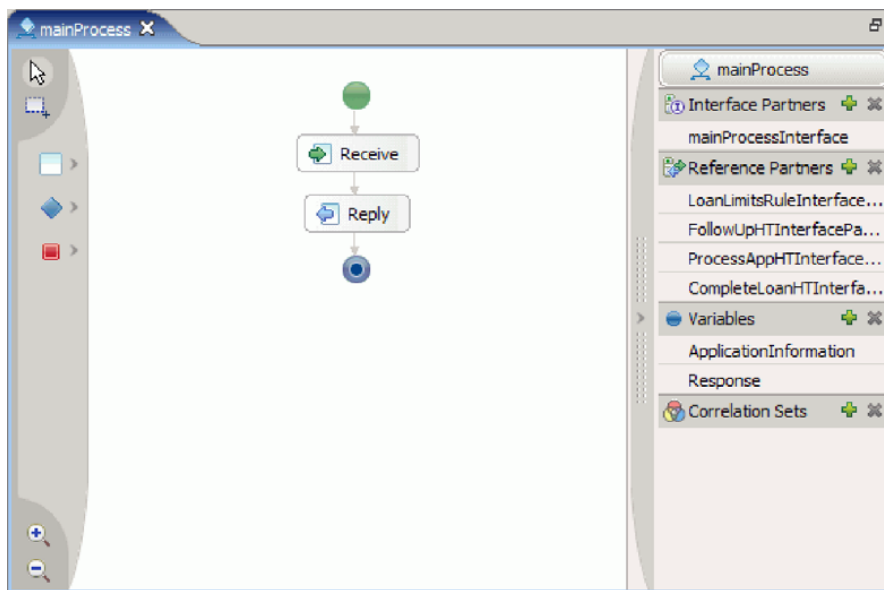 mainProcess
Receive
Reply
mainProcess
Interface Partners
mainProcessInterface
Reference Partners
LoanLimitsRuleInterface...
FollowUpHTInterfacePa...
ProcessAppHTInterface...
CompleteLoanHTInterfa...
Variables
ApplicationInformation
Response
Correlation Sets